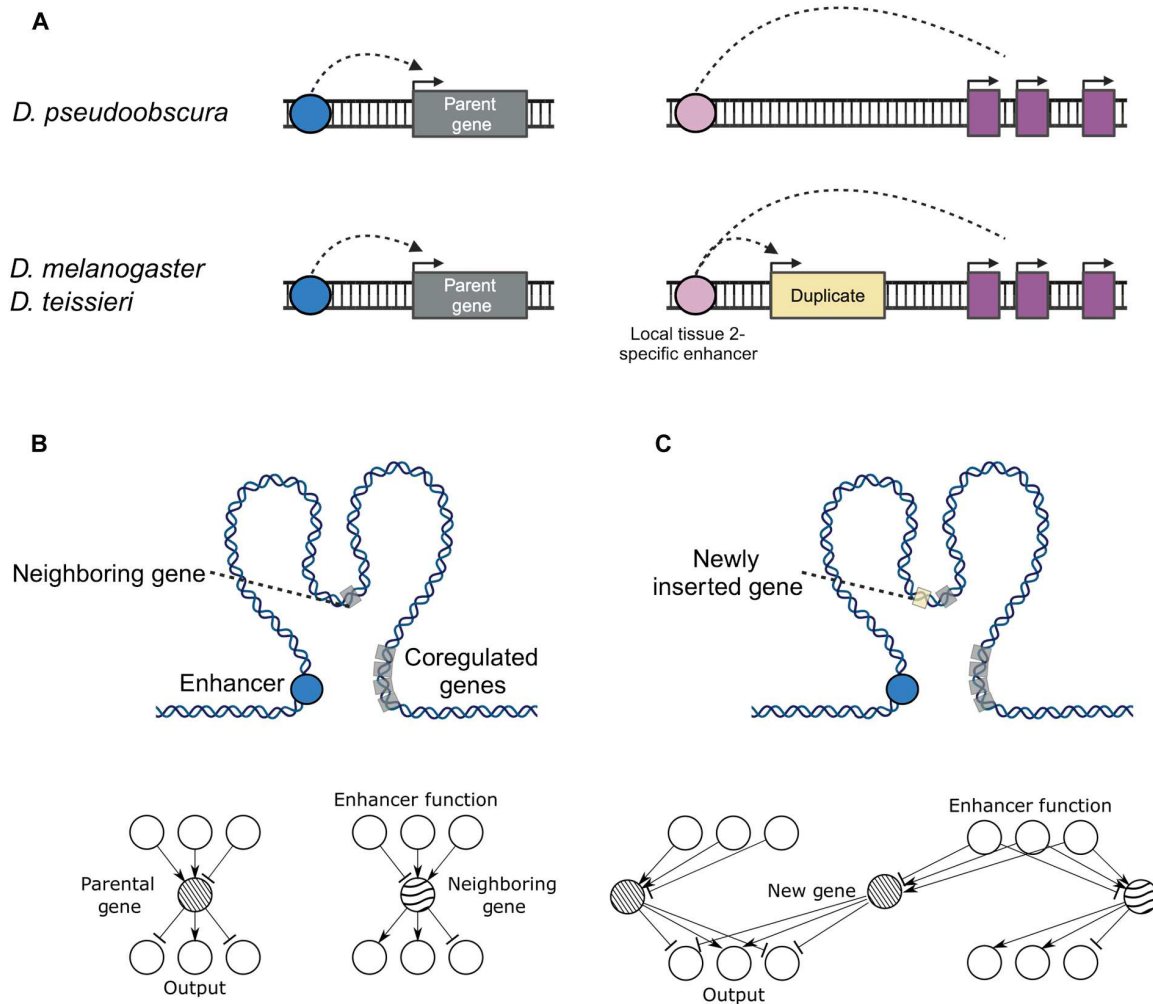 A
D. pseudoobscura
Parent
gene
D. melanogaster
D. teissieri
Parent
gene
Duplicate
Local tissue 2-
specific enhancer
B
Neighboring gene
Enhancer
Coregulated
genes
Enhancer function
Parental
gene
Neighboring
gene
Output
C
Newly
inserted gene
Enhancer function
New gene
Output